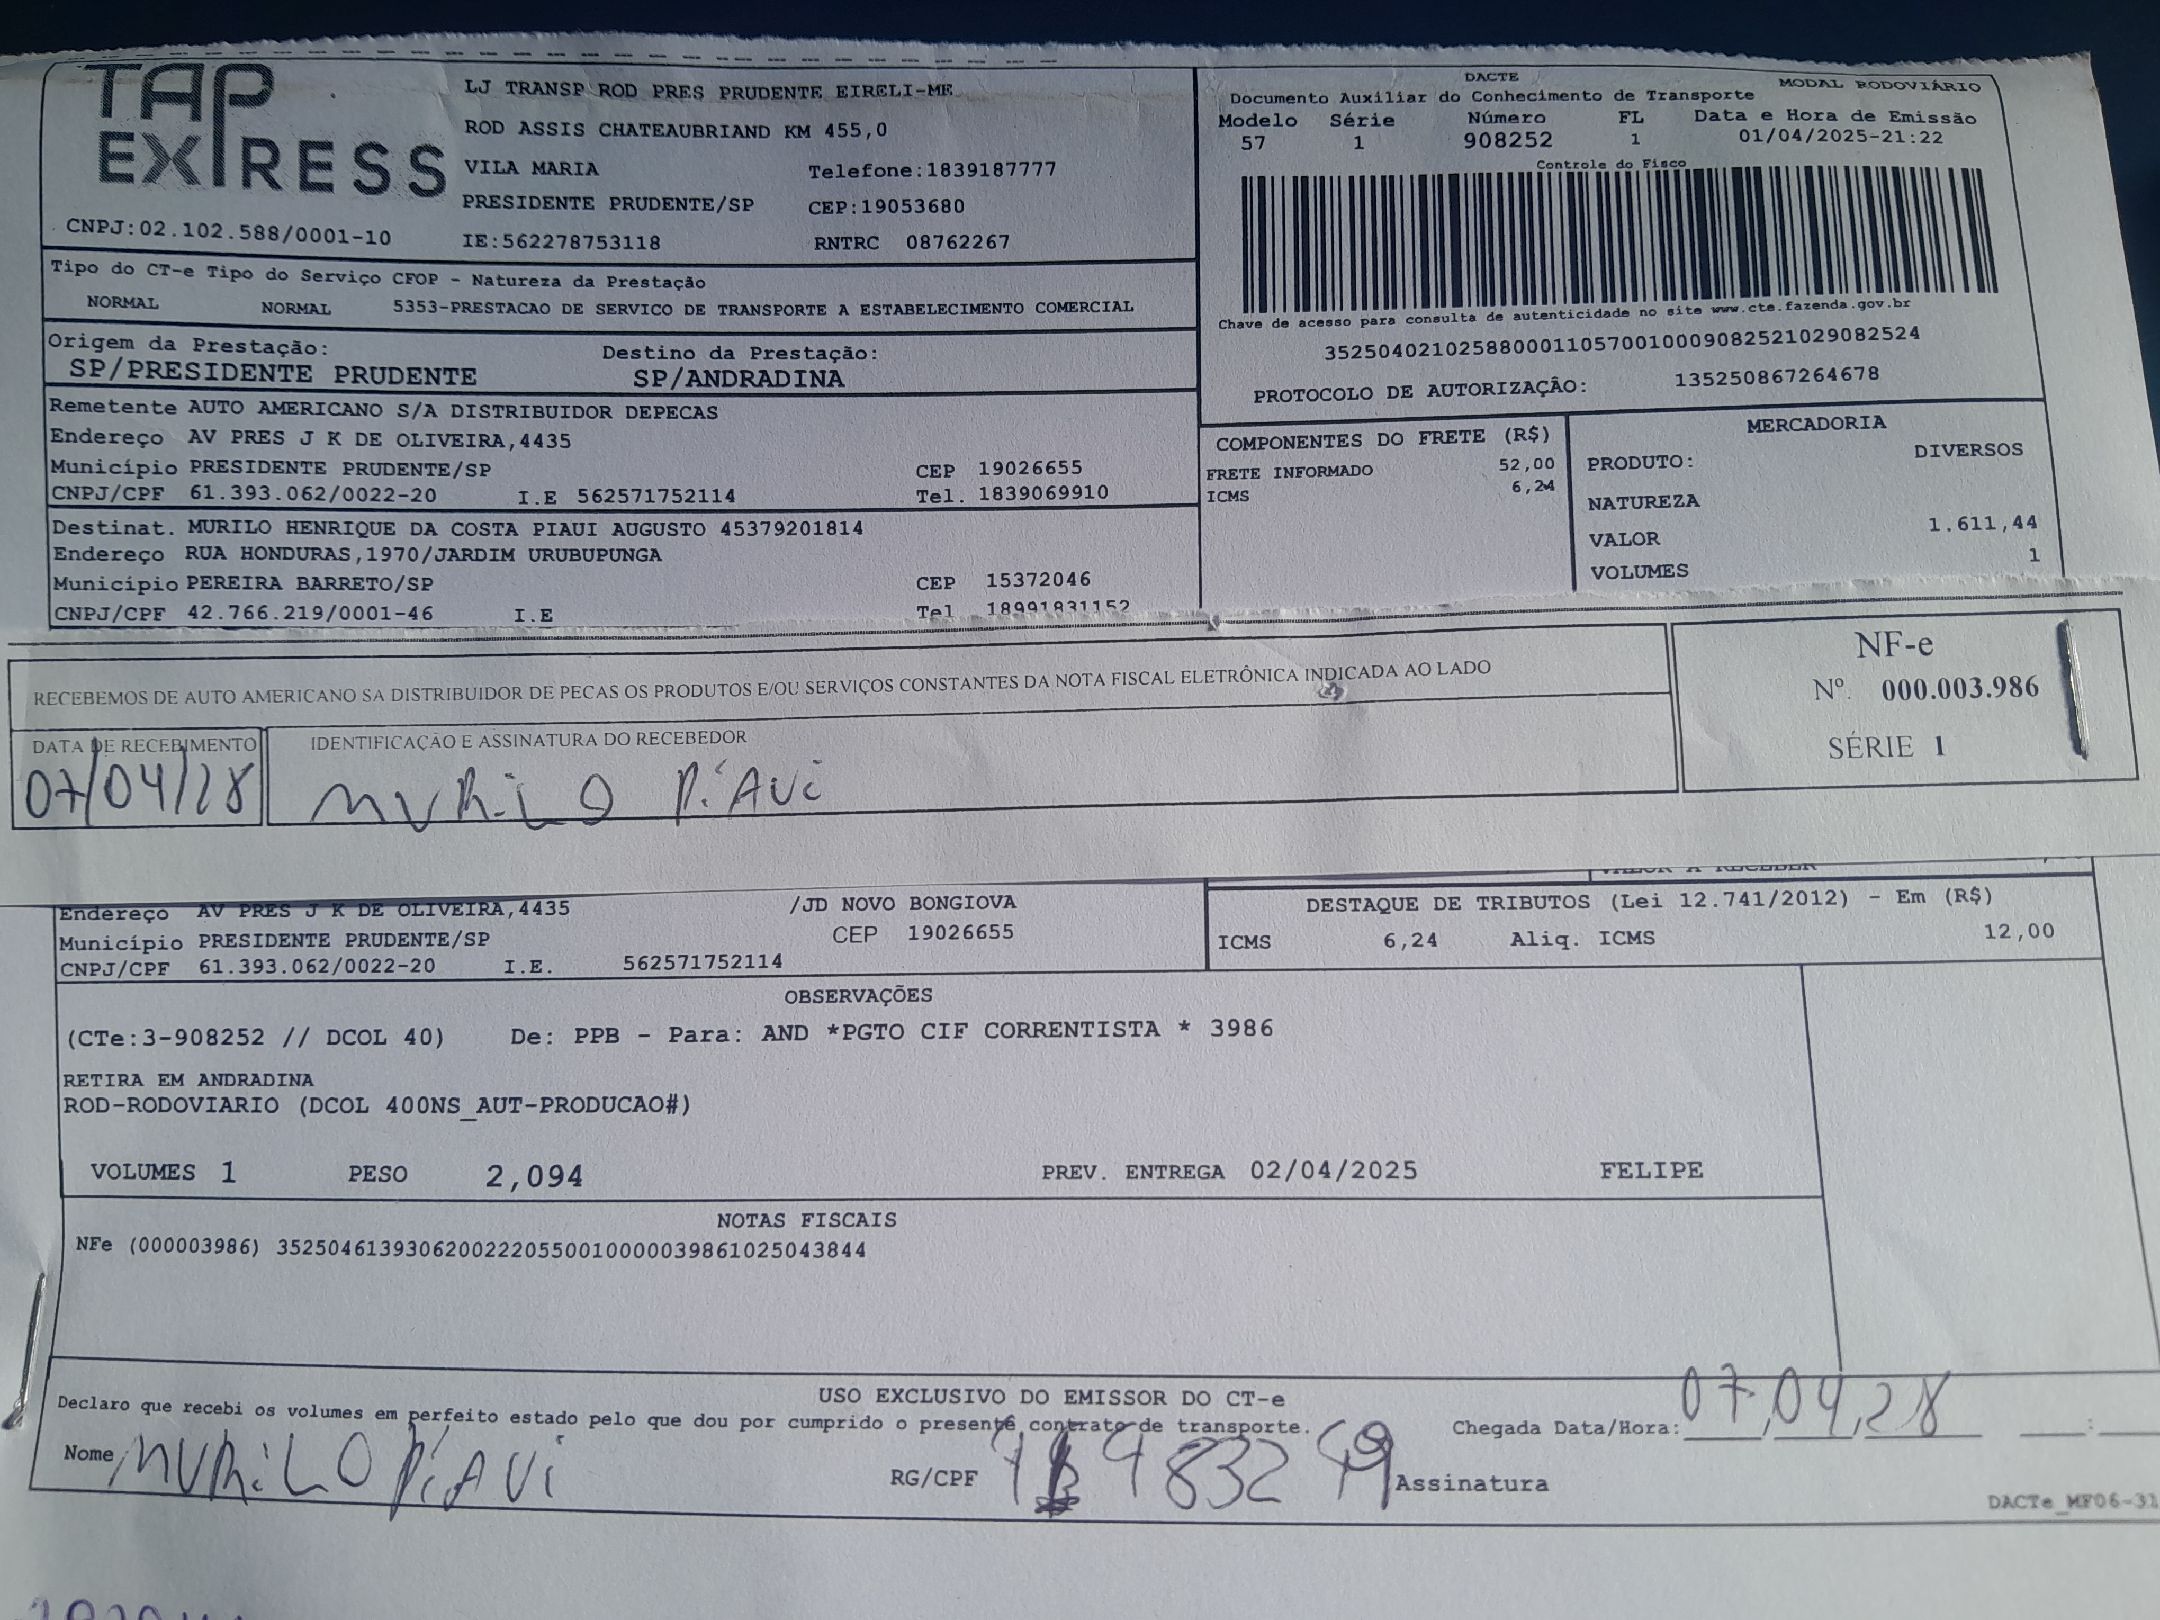 TAP
EXPRESS
LJ TRANSP ROD PRES PRUDENTE EIRELI-ME
ROD ASSIS CHATEAUBRIAND KM 455,0
VILA MARIA Telefone:1839187777
PRESIDENTE PRUDENTE/SP CEP:19053680
CNPJ:02.102.588/0001-10 IE:562278753118 RNTRC 08762267
DACTE MODAL RODOVIÁRIO
Documento Auxiliar do Conhecimento de Transporte
Modelo Série Número FL Data e Hora de Emissão
57 1 908252 1 01/04/2025-21:22
Controle do Fisco
Chave de acesso para consulta de autenticidade no site www.cte.fazenda.gov.br
35250402102588000110570010009082521029082524
PROTOCOLO DE AUTORIZAÇÃO: 135250867264678
Tipo do CT-e Tipo do Serviço CFOP - Natureza da Prestação
NORMAL NORMAL 5353-PRESTACAO DE SERVICO DE TRANSPORTE A ESTABELECIMENTO COMERCIAL
Origem da Prestação: Destino da Prestação:
SP/PRESIDENTE PRUDENTE SP/ANDRADINA
Remetente AUTO AMERICANO S/A DISTRIBUIDOR DEPECAS
Endereço AV PRES J K DE OLIVEIRA,4435
Município PRESIDENTE PRUDENTE/SP CEP 19026655
CNPJ/CPF 61.393.062/0022-20 I.E 562571752114 Tel. 1839069910
Destinat. MURILO HENRIQUE DA COSTA PIAUI AUGUSTO 45379201814
Endereço RUA HONDURAS,1970/JARDIM URUBUPUNGA
Município PEREIRA BARRETO/SP CEP 15372046
CNPJ/CPF 42.766.219/0001-46 I.E Tel 18991831152
COMPONENTES DO FRETE (R$)
FRETE INFORMADO 52,00
ICMS 6,24
MERCADORIA
PRODUTO: DIVERSOS
NATUREZA
VALOR 1.611,44
VOLUMES 1
RECEBEMOS DE AUTO AMERICANO SA DISTRIBUIDOR DE PECAS OS PRODUTOS E/OU SERVIÇOS CONSTANTES DA NOTA FISCAL ELETRÔNICA INDICADA AO LADO
NF-e
Nº. 000.003.986
SÉRIE 1
DATA DE RECEBIMENTO IDENTIFICAÇÃO E ASSINATURA DO RECEBEDOR
07/04/28 MURiLO PiAUi
VALOR A RECEBER
Endereço AV PRES J K DE OLIVEIRA,4435 /JD NOVO BONGIOVA
Município PRESIDENTE PRUDENTE/SP CEP 19026655
CNPJ/CPF 61.393.062/0022-20 I.E. 562571752114
DESTAQUE DE TRIBUTOS (Lei 12.741/2012) - Em (R$)
ICMS 6,24 Aliq. ICMS 12,00
OBSERVAÇÕES
(CTe:3-908252 // DCOL 40) De: PPB - Para: AND *PGTO CIF CORRENTISTA * 3986
RETIRA EM ANDRADINA
ROD-RODOVIARIO (DCOL 400NS_AUT-PRODUCAO#)
VOLUMES 1 PESO 2,094 PREV. ENTREGA 02/04/2025 FELIPE
NOTAS FISCAIS
NFe (000003986) 35250461393062002220550010000039861025043844
USO EXCLUSIVO DO EMISSOR DO CT-e
Declaro que recebi os volumes em perfeito estado pelo que dou por cumprido o presente contrato de transporte. Chegada Data/Hora: 07,04,28 :
Nome MURiLO PiAUi RG/CPF Assinatura
DACTe_MF06-31